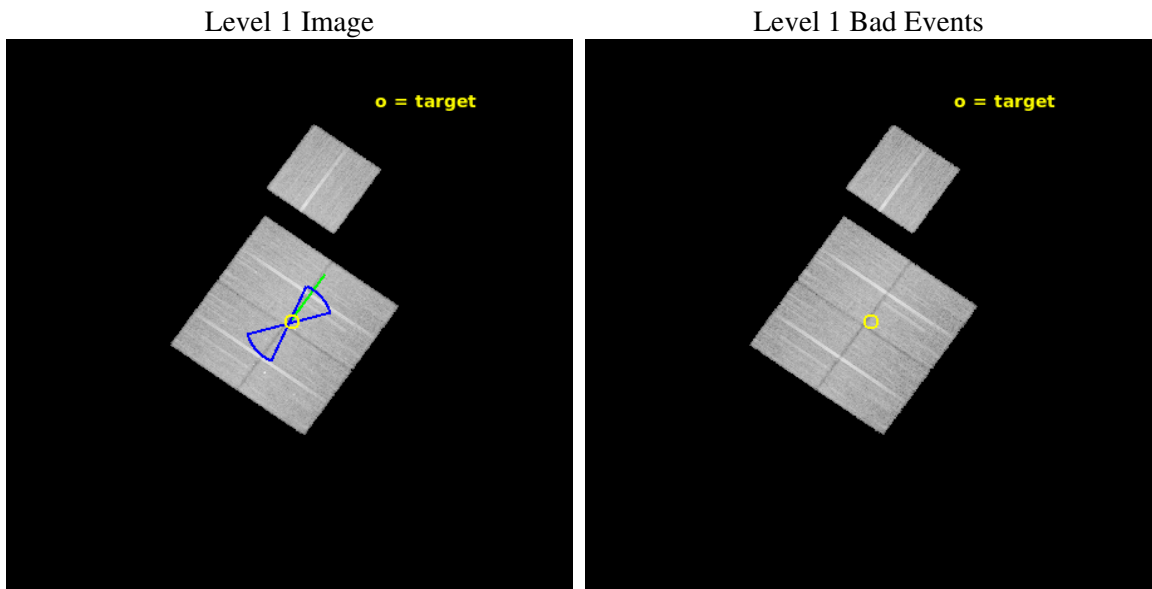 Level 1 Image
Level 1 Bad Events
o = target
o = target